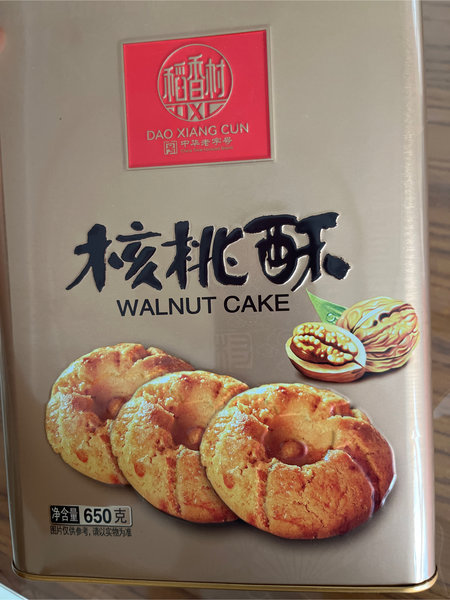 稻香村
DXC
DAO XIANG CUN
中华老字号
核桃酥
WALNUT CAKE
净含量 650克
图片仅供参考，请以实物为准